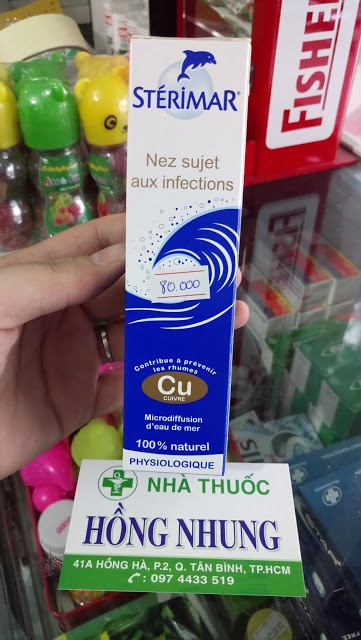 STÉRIMAR
Nez sujet
aux infections
80.000
Contribue à prévenir
les rhumes
Cu
CUIVRE
Microdiffusion
d'eau de mer
100% naturel
PHYSIOLOGIQUE
NHÀ THUỐC
HỒNG NHUNG
41A HỒNG HÀ, P.2, Q. TÂN BÌNH, TP.HCM
: 097 4433 519
FISHE